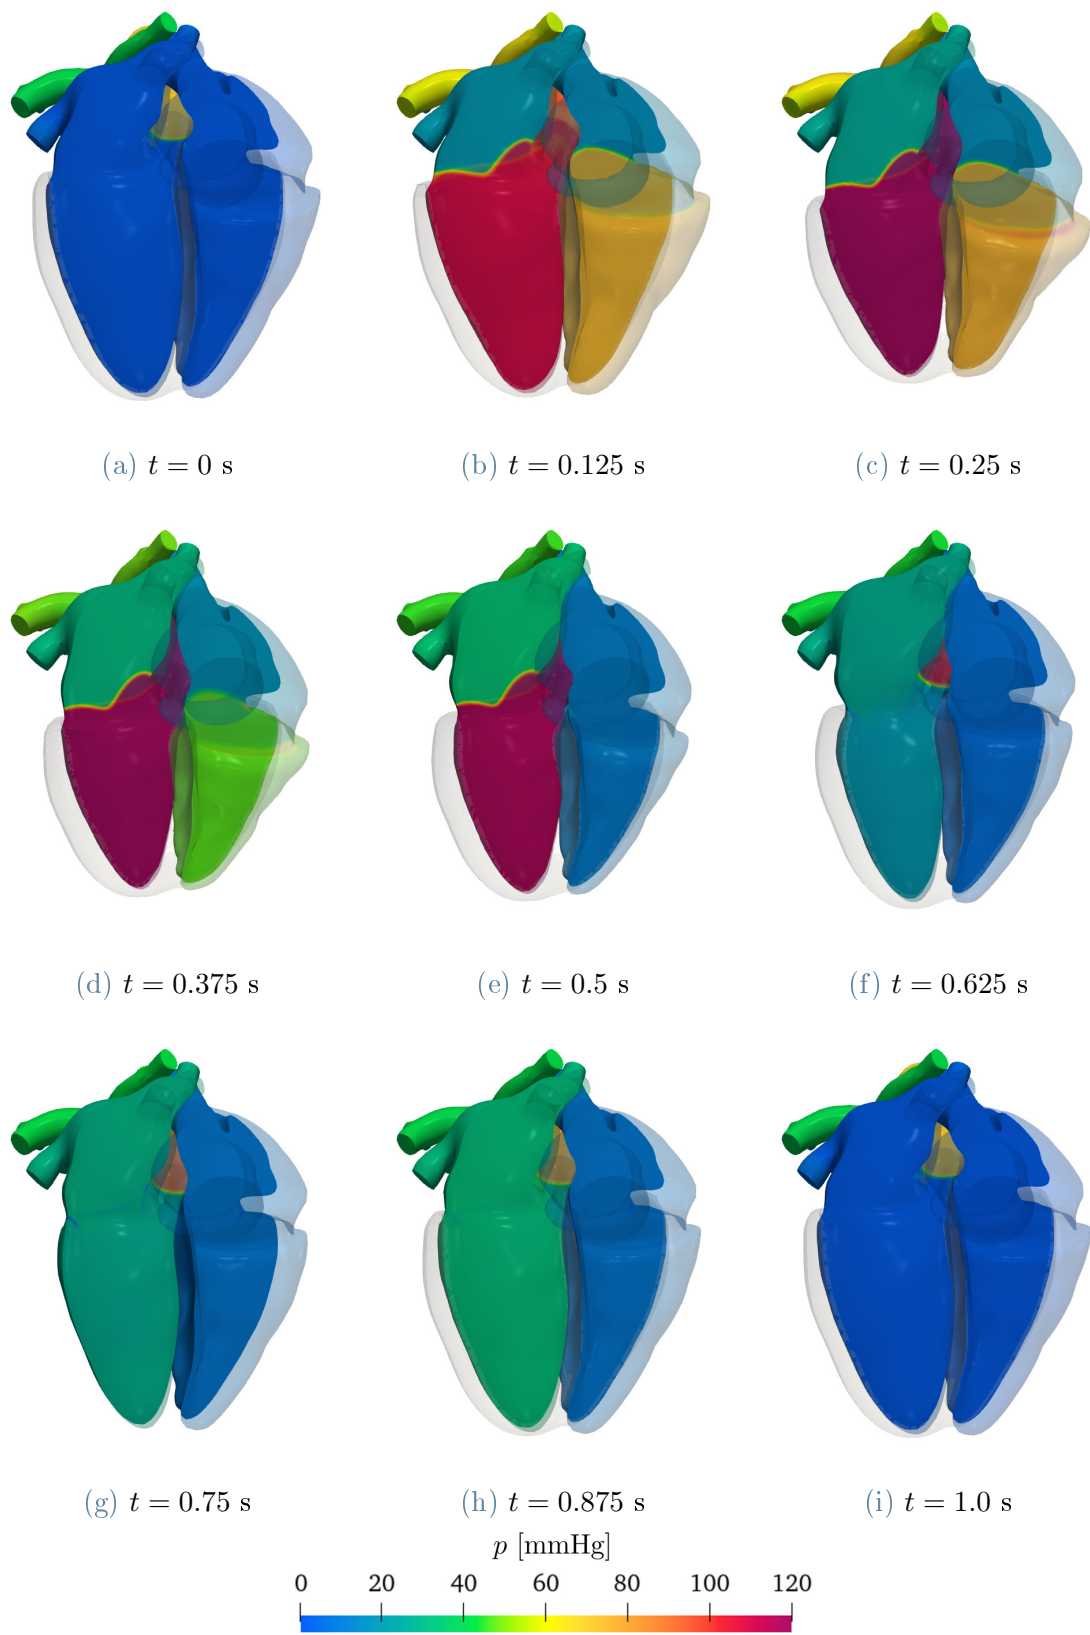 (a) t = 0 s
(b) t = 0.125 s
(c) t = 0.25 s
(d) t = 0.375 s
(e) t = 0.5 s
(f) t = 0.625 s
(g) t = 0.75 s
(h) t = 0.875 s
(i) t = 1.0 s
p [mmHg]
0 20 40 60 80 100 120